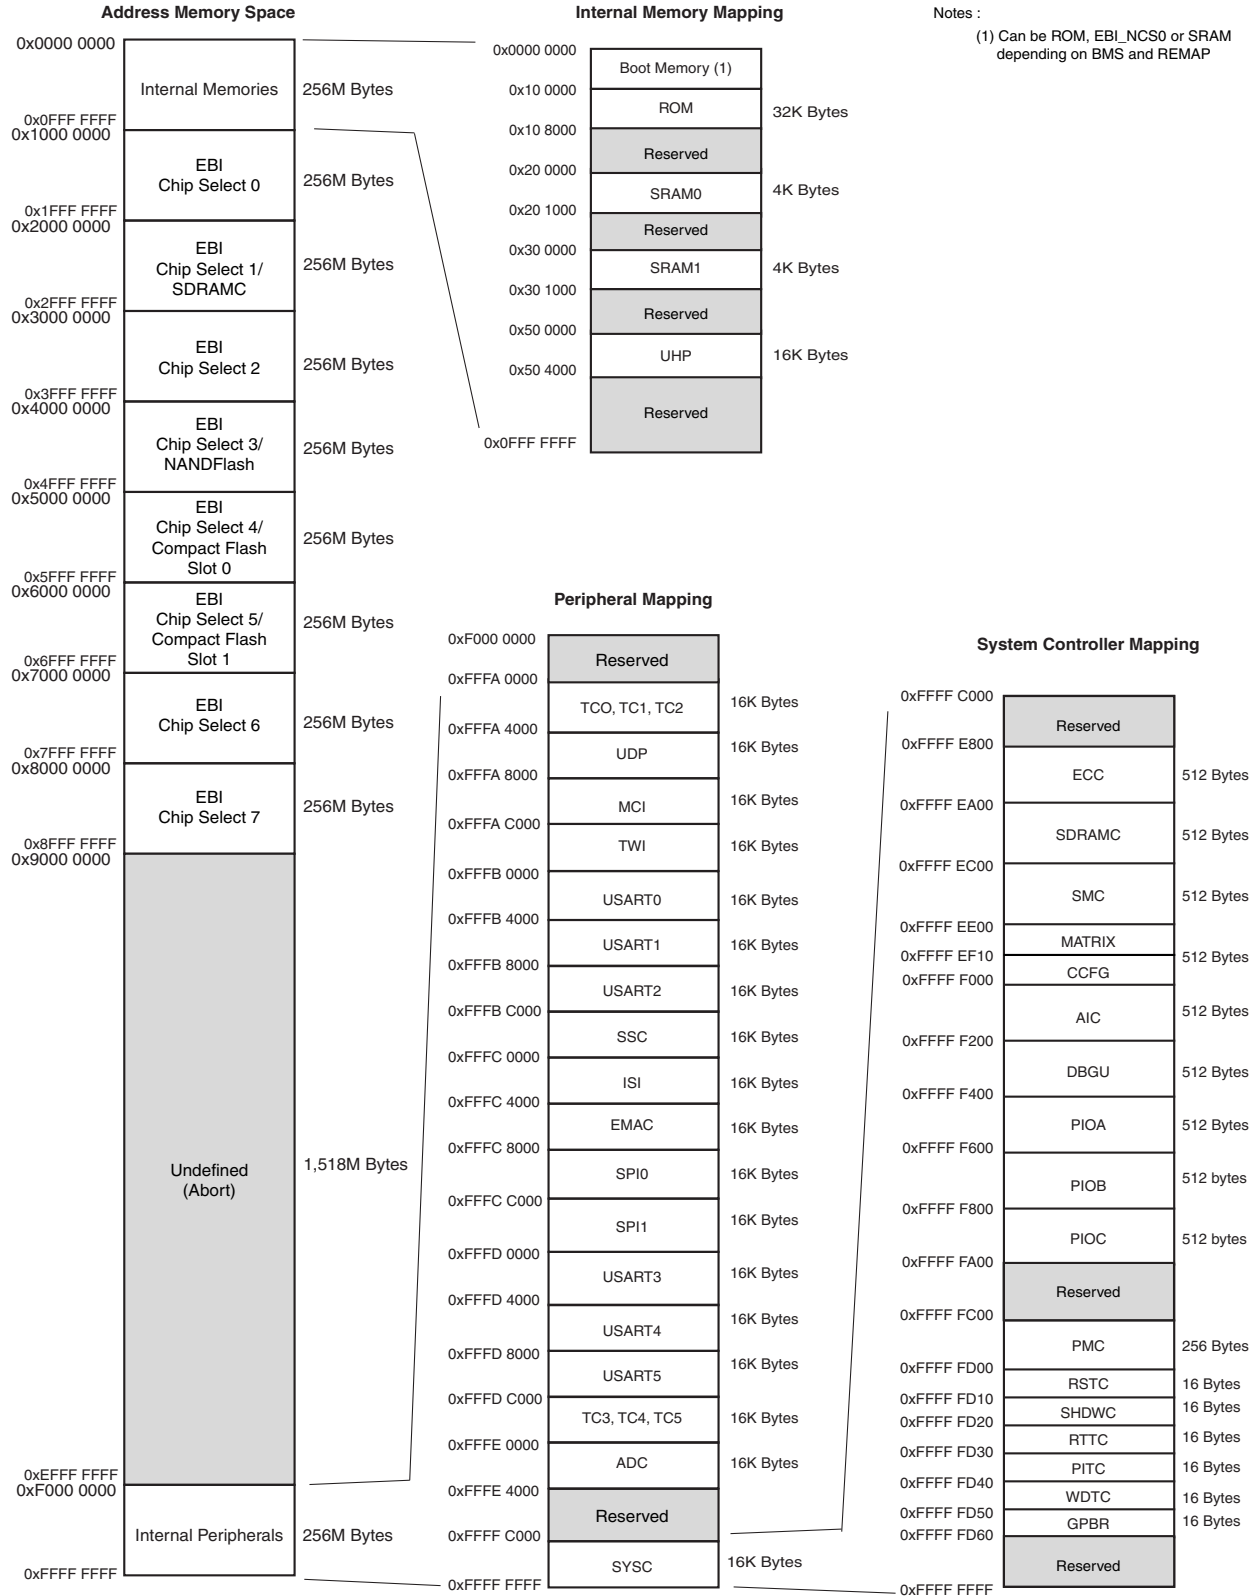 Address Memory Space
0x0000 0000
Internal Memories
256M Bytes
0x0FFF FFFF
0x1000 0000
EBI
Chip Select 0
256M Bytes
0x1FFF FFFF
0x2000 0000
EBI
Chip Select 1/
SDRAMC
256M Bytes
0x2FFF FFFF
0x3000 0000
EBI
Chip Select 2
256M Bytes
0x3FFF FFFF
0x4000 0000
EBI
Chip Select 3/
NANDFlash
256M Bytes
0x4FFF FFFF
0x5000 0000
EBI
Chip Select 4/
Compact Flash
Slot 0
256M Bytes
0x5FFF FFFF
0x6000 0000
EBI
Chip Select 5/
Compact Flash
Slot 1
256M Bytes
0x6FFF FFFF
0x7000 0000
EBI
Chip Select 6
256M Bytes
0x7FFF FFFF
0x8000 0000
EBI
Chip Select 7
256M Bytes
0x8FFF FFFF
0x9000 0000
Undefined
(Abort)
1,518M Bytes
0xEFFF FFFF
0xF000 0000
Internal Peripherals
256M Bytes
0xFFFF FFFF
Internal Memory Mapping
0x0000 0000
Boot Memory (1)
0x10 0000
ROM
32K Bytes
0x10 8000
Reserved
0x20 0000
SRAM0
4K Bytes
0x20 1000
Reserved
0x30 0000
SRAM1
4K Bytes
0x30 1000
Reserved
0x50 0000
UHP
16K Bytes
0x50 4000
Reserved
0x0FFF FFFF
Notes :
(1) Can be ROM, EBI_NCS0 or SRAM
depending on BMS and REMAP
Peripheral Mapping
0xF000 0000
Reserved
0xFFFA 0000
TCO, TC1, TC2
16K Bytes
0xFFFA 4000
UDP
16K Bytes
0xFFFA 8000
MCI
16K Bytes
0xFFFA C000
TWI
16K Bytes
0xFFFB 0000
USART0
16K Bytes
0xFFFB 4000
USART1
16K Bytes
0xFFFB 8000
USART2
16K Bytes
0xFFFB C000
SSC
16K Bytes
0xFFFC 0000
ISI
16K Bytes
0xFFFC 4000
EMAC
16K Bytes
0xFFFC 8000
SPI0
16K Bytes
0xFFFC C000
SPI1
16K Bytes
0xFFFD 0000
USART3
16K Bytes
0xFFFD 4000
USART4
16K Bytes
0xFFFD 8000
USART5
16K Bytes
0xFFFD C000
TC3, TC4, TC5
16K Bytes
0xFFFE 0000
ADC
16K Bytes
0xFFFE 4000
Reserved
0xFFFF C000
SYSC
16K Bytes
0xFFFF FFFF
System Controller Mapping
0xFFFF C000
Reserved
0xFFFF E800
ECC
512 Bytes
0xFFFF EA00
SDRAMC
512 Bytes
0xFFFF EC00
SMC
512 Bytes
0xFFFF EE00
MATRIX
0xFFFF EF10
512 Bytes
CCFG
0xFFFF F000
AIC
512 Bytes
0xFFFF F200
DBGU
512 Bytes
0xFFFF F400
PIOA
512 Bytes
0xFFFF F600
PIOB
512 bytes
0xFFFF F800
PIOC
512 bytes
0xFFFF FA00
Reserved
0xFFFF FC00
PMC
256 Bytes
0xFFFF FD00
RSTC
16 Bytes
0xFFFF FD10
SHDWC
16 Bytes
0xFFFF FD20
RTTC
16 Bytes
0xFFFF FD30
PITC
16 Bytes
0xFFFF FD40
WDTC
16 Bytes
0xFFFF FD50
GPBR
16 Bytes
0xFFFF FD60
Reserved
0xFFFF FFFF